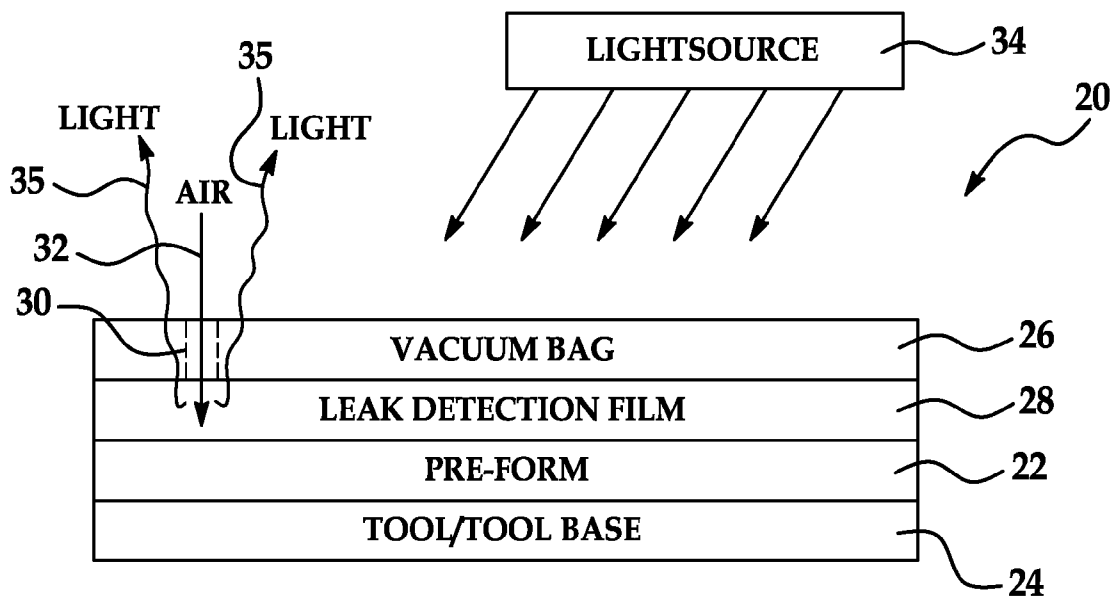 LIGHTSOURCE
34
35
20
LIGHT
LIGHT
35
AIR
32
30
VACUUM BAG
26
LEAK DETECTION FILM
28
PRE-FORM
22
TOOL/TOOL BASE
24